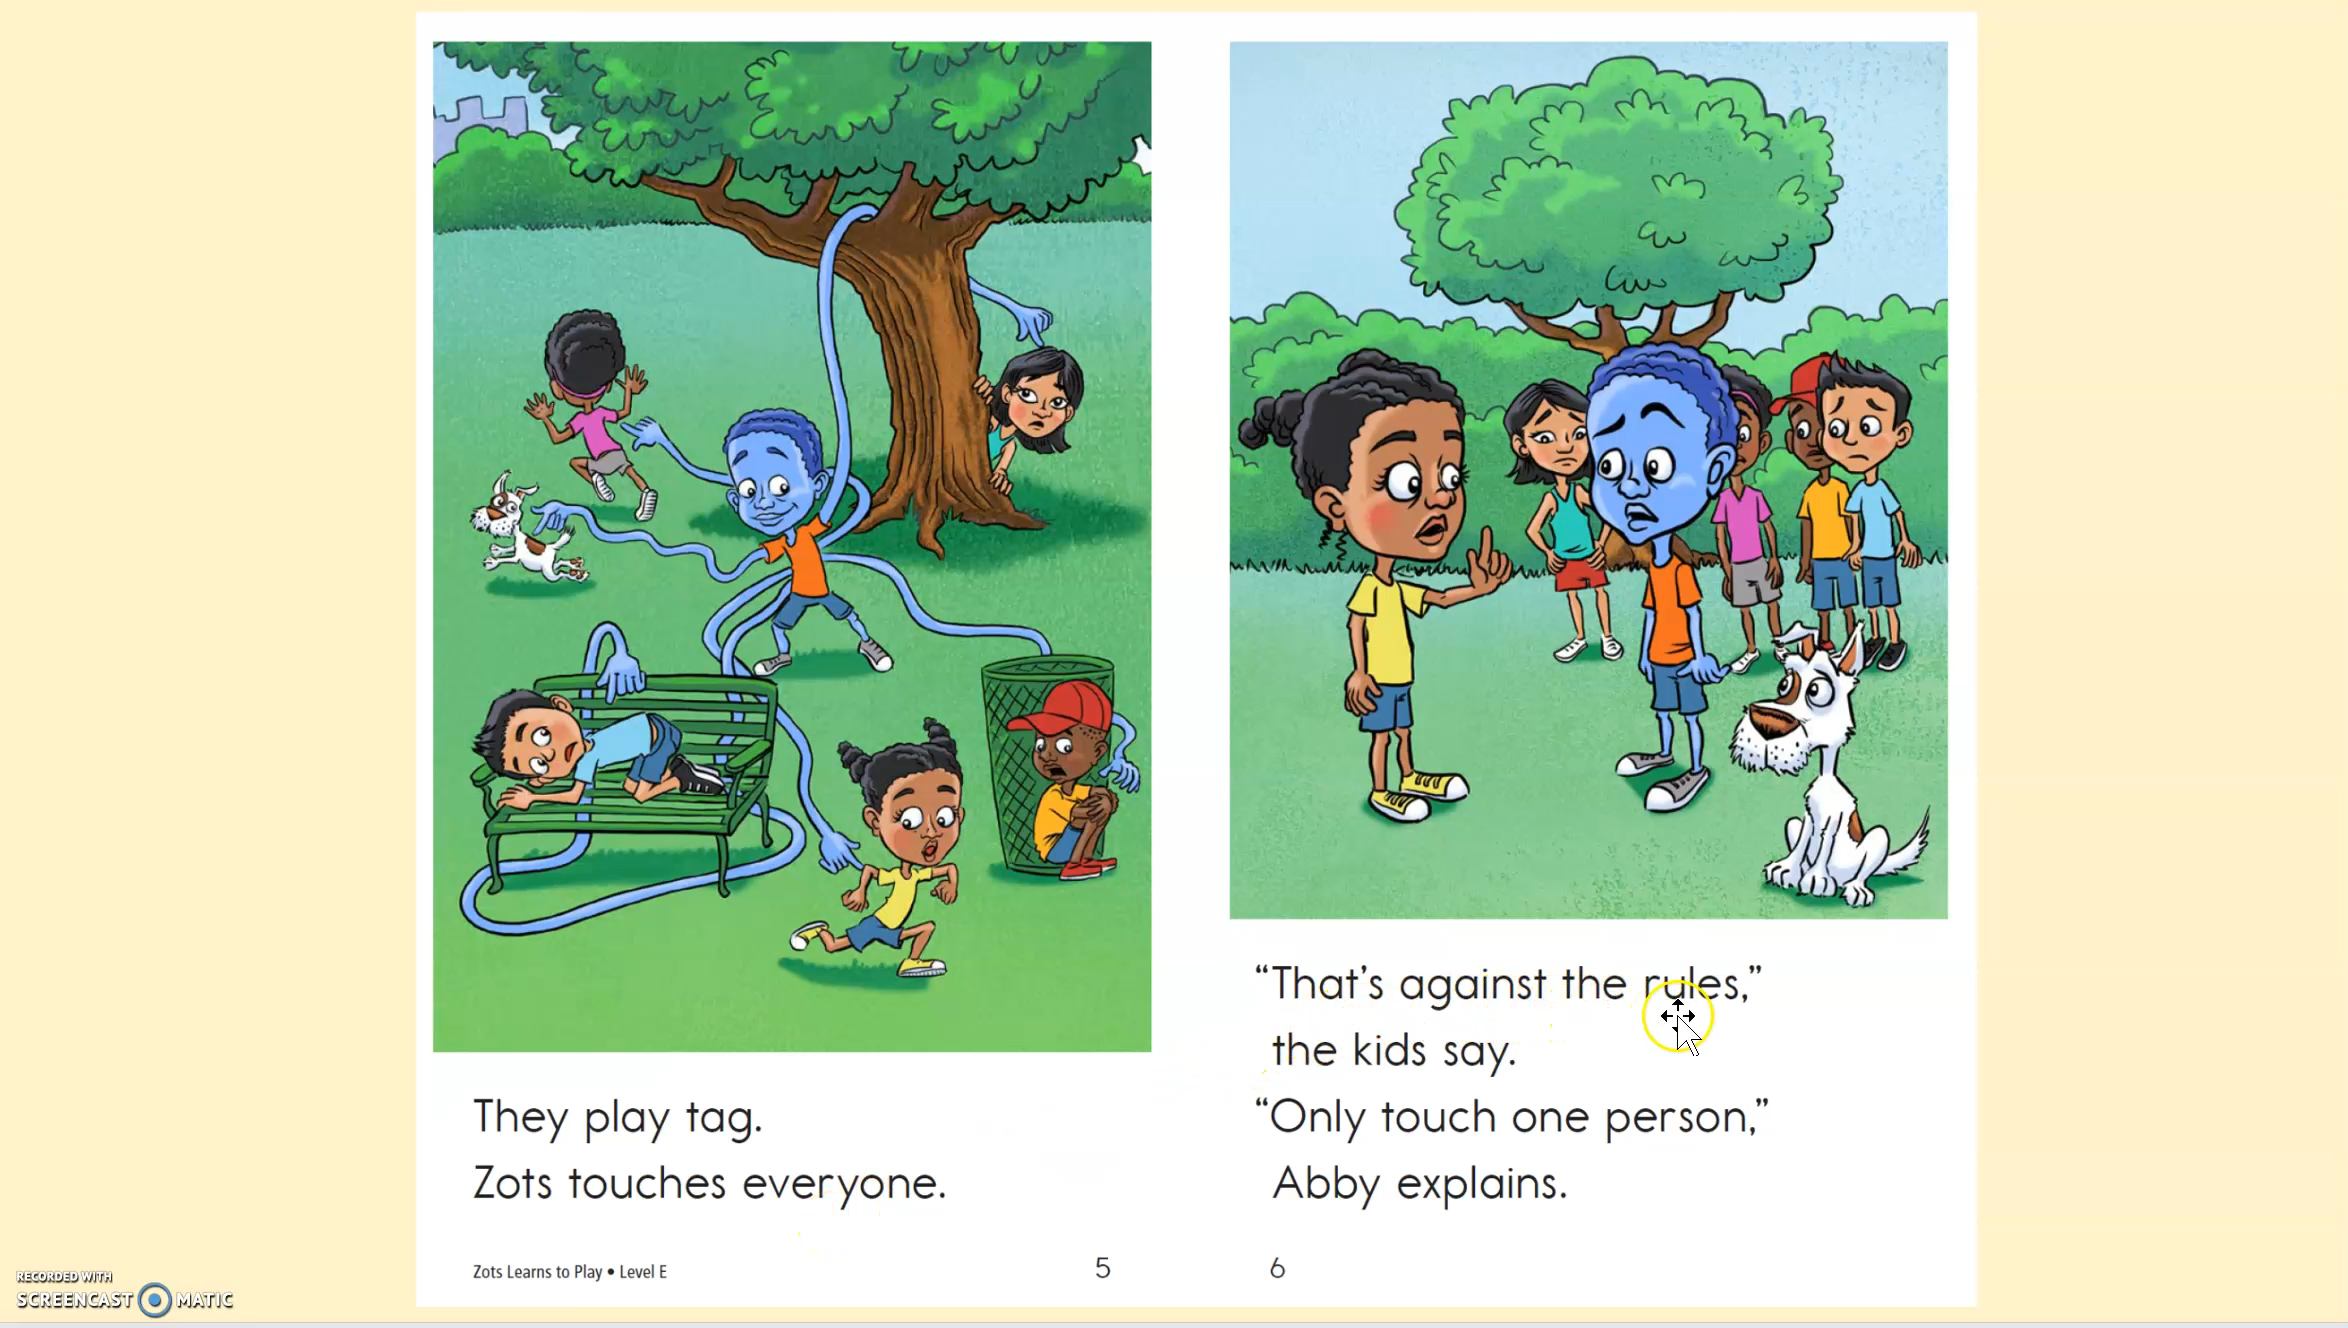 They play tag.
Zots touches everyone.
Zots Learns to Play • Level E
5
“That’s against the rules,”
the kids say.
“Only touch one person,”
Abby explains.
6
RECORDED WITH
SCREENCAST MATIC